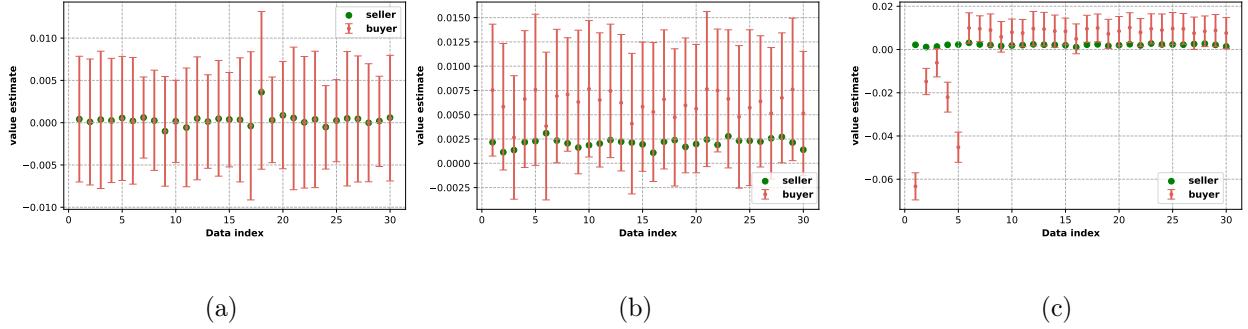 0.010
0.005
0.000
−0.005
−0.010
value estimate
0 5 10 15 20 25 30
Data index
seller
buyer
(a)
0.0150
0.0125
0.0100
0.0075
0.0050
0.0025
0.0000
−0.0025
value estimate
0 5 10 15 20 25 30
Data index
seller
buyer
(b)
0.02
0.00
−0.02
−0.04
−0.06
value estimate
0 5 10 15 20 25 30
Data index
seller
buyer
(c)